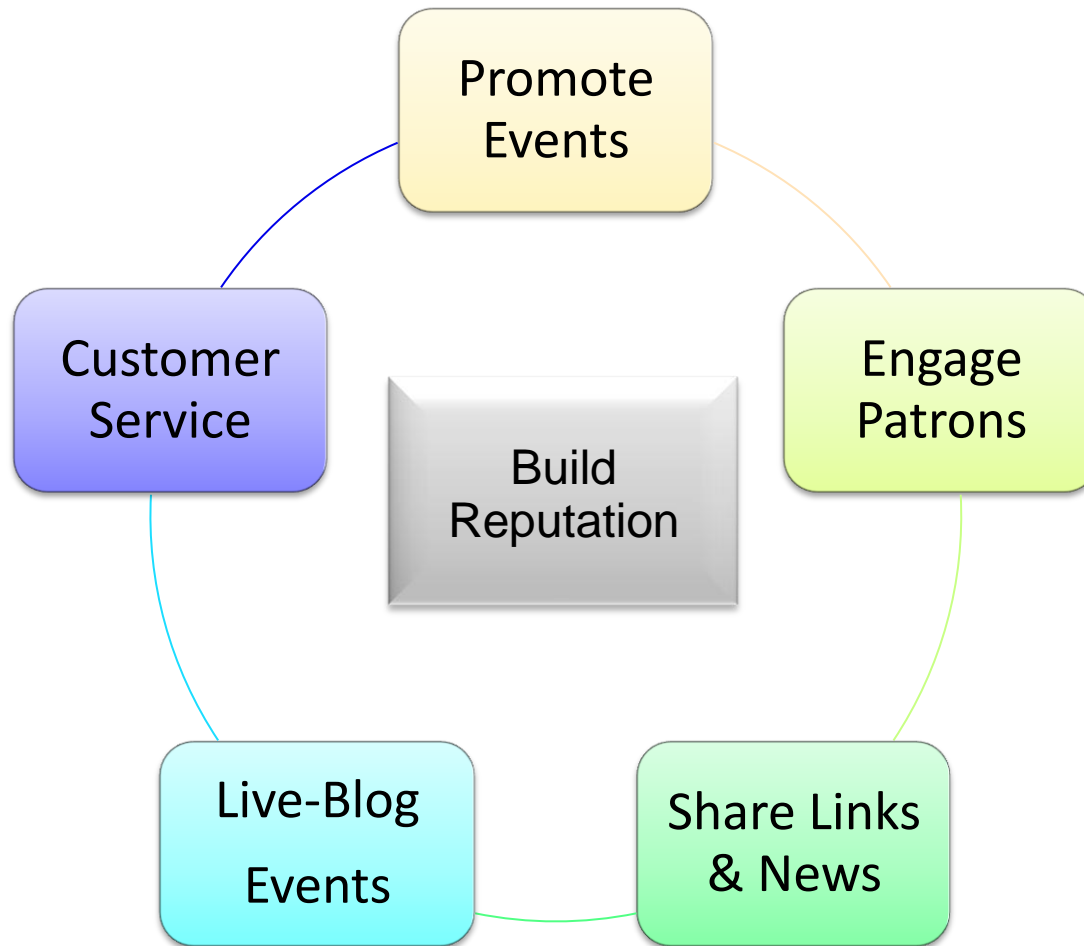 Promote
Events
Customer
Service
Engage
Patrons
Build
Reputation
Live-Blog
Events
Share Links
& News